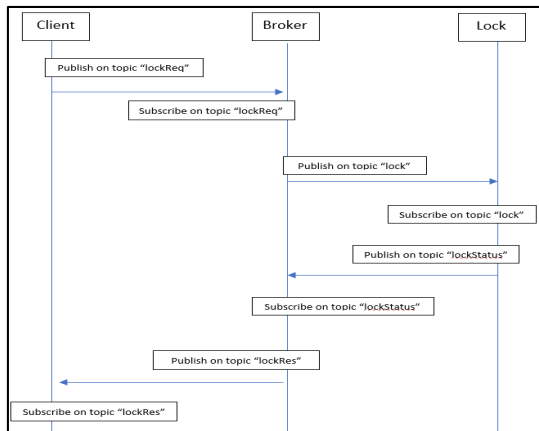 Client
Broker
Lock
Publish on topic “lockReq”
Subscribe on topic “lockReq”
Publish on topic “lock”
Subscribe on topic “lock”
Publish on topic “lockStatus”
Subscribe on topic “lockStatus”
Publish on topic “lockRes”
Subscribe on topic “lockRes”